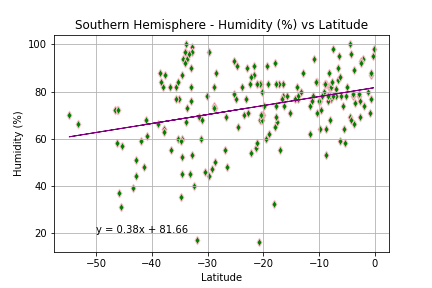 Southern Hemisphere - Humidity (%) vs Latitude
100
80
60
40
20
Humidity (%)
y = 0.38x + 81.66
−50 −40 −30 −20 −10 0
Latitude